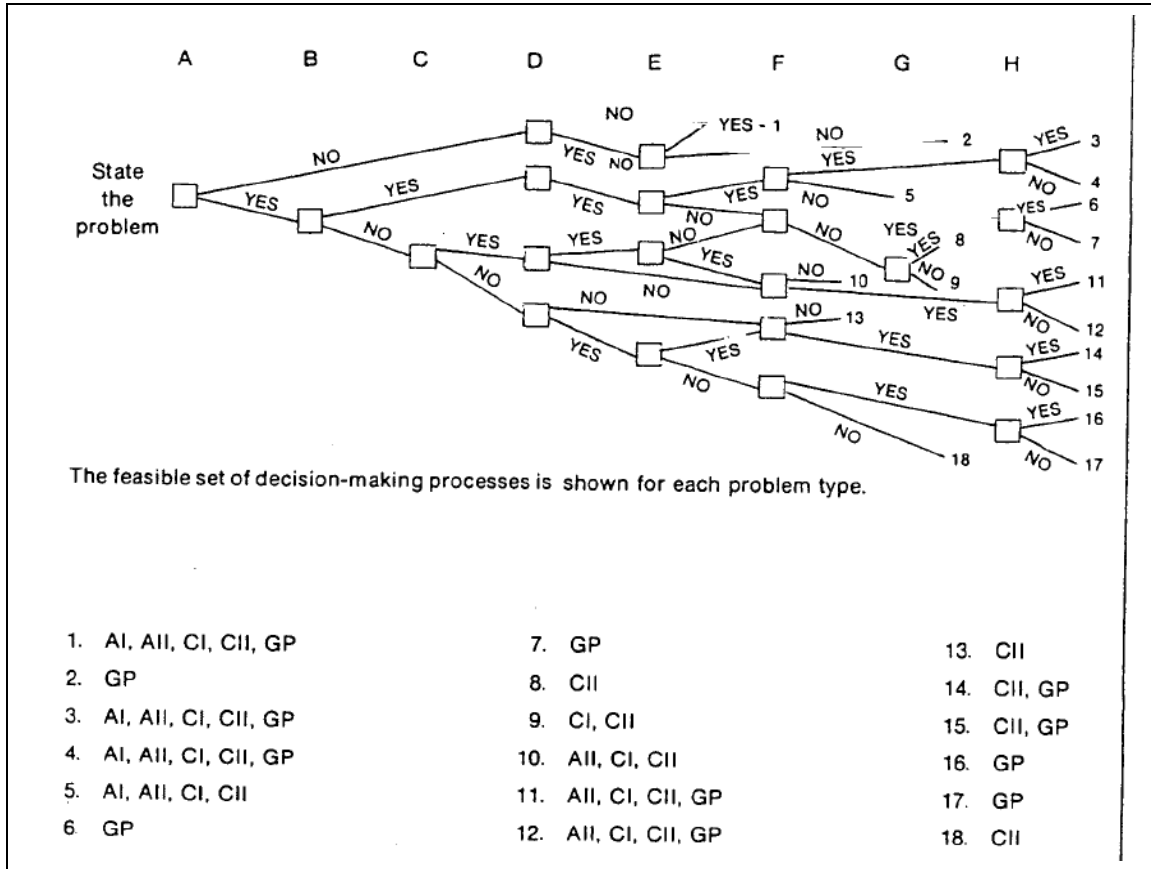 A B C D E F G H
NO YES - 1 NO 2 YES 3
NO YES NO YES NO 4
State YES YES NO 5 YES 6
the YES YES NO YES NO 7
problem NO NO YES 8
YES YES NO NO 9 YES 11
NO YES NO 10
NO NO YES NO 12
NO NO 13 YES 14
YES YES YES NO 15
NO YES YES 16
NO 18 NO 17
The feasible set of decision-making processes is shown for each problem type.
1. AI, AII, CI, CII, GP
2. GP
3. AI, AII, CI, CII, GP
4. AI, AII, CI, CII, GP
5. AI, AII, CI, CII
6. GP
7. GP
8. CII
9. CI, CII
10. AII, CI, CII
11. AII, CI, CII, GP
12. AII, CI, CII, GP
13. CII
14. CII, GP
15. CII, GP
16. GP
17. GP
18. CII